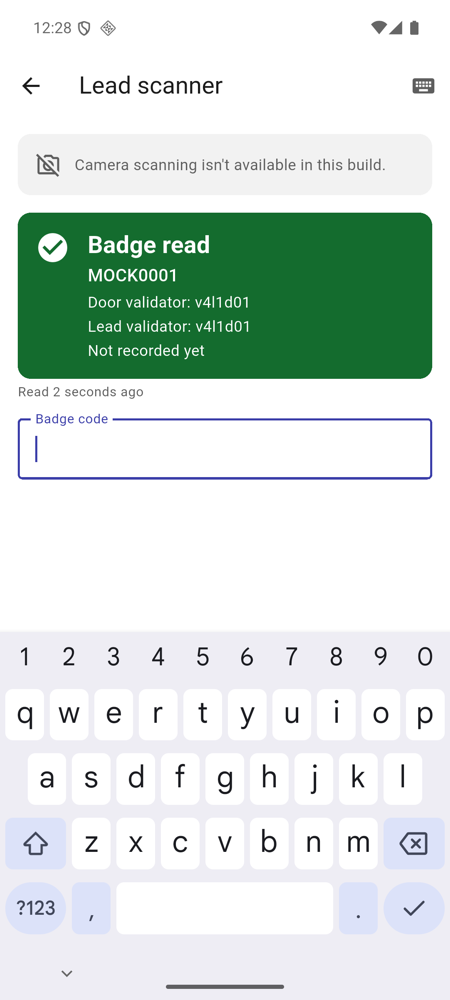 12:28
Lead scanner
Camera scanning isn't available in this build.
Badge read
MOCK0001
Door validator: v4l1d01
Lead validator: v4l1d01
Not recorded yet
Read 2 seconds ago
Badge code
1 2 3 4 5 6 7 8 9 0
q w e r t y u i o p
a s d f g h j k l
z x c v b n m
?123 , .